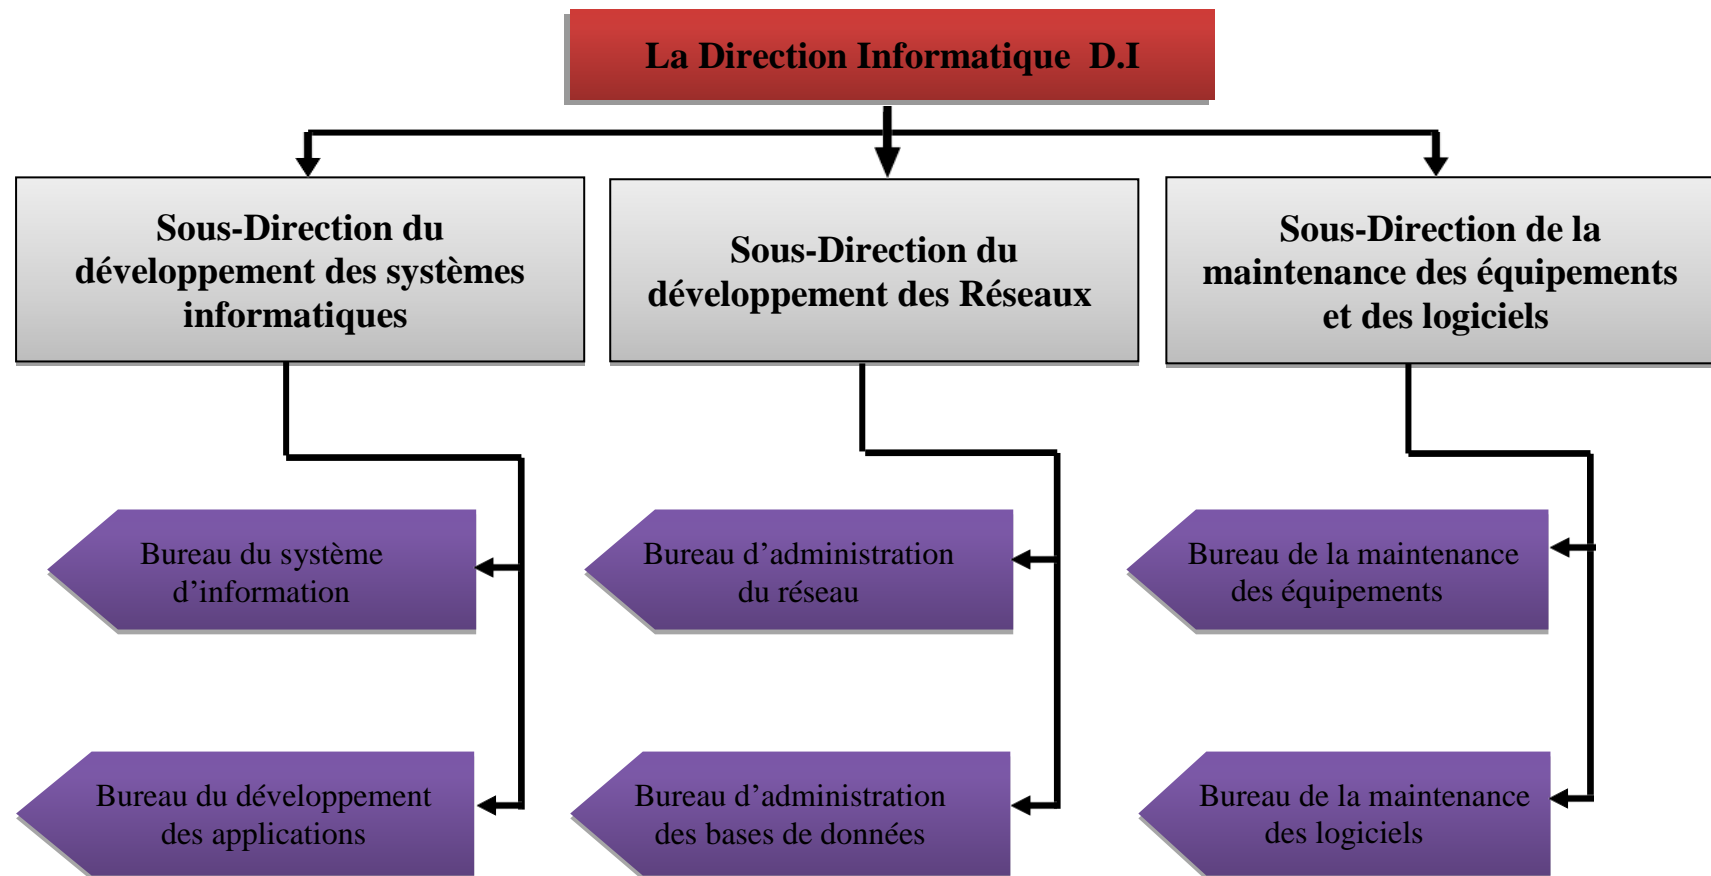 La Direction Informatique  D.I
Sous-Direction du
développement des systèmes
informatiques
Sous-Direction du
développement des Réseaux
Sous-Direction de la
maintenance des équipements
et des logiciels
Bureau du système
d’information
Bureau d’administration
du réseau
Bureau de la maintenance
des équipements
Bureau du développement
des applications
Bureau d’administration
des bases de données
Bureau de la maintenance
des logiciels